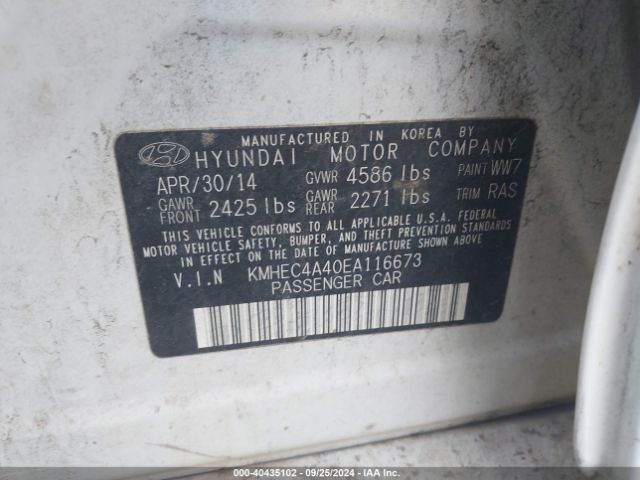 MANUFACTURED IN KOREA BY
HYUNDAI MOTOR COMPANY
APR/30/14 GVWR 4586 lbs PAINT WW7
GAWR FRONT 2425 lbs GAWR REAR 2271 lbs TRIM RAS
THIS VEHICLE CONFORMS TO ALL APPLICABLE U.S.A. FEDERAL
MOTOR VEHICLE SAFETY, BUMPER, AND THEFT PREVENTION STANDARDS
IN EFFECT ON THE DATE OF MANUFACTURE SHOWN ABOVE.
V.I.N KMHEC4A40EA116673
PASSENGER CAR
000-40435102 - 09/25/2024 - IAA Inc.